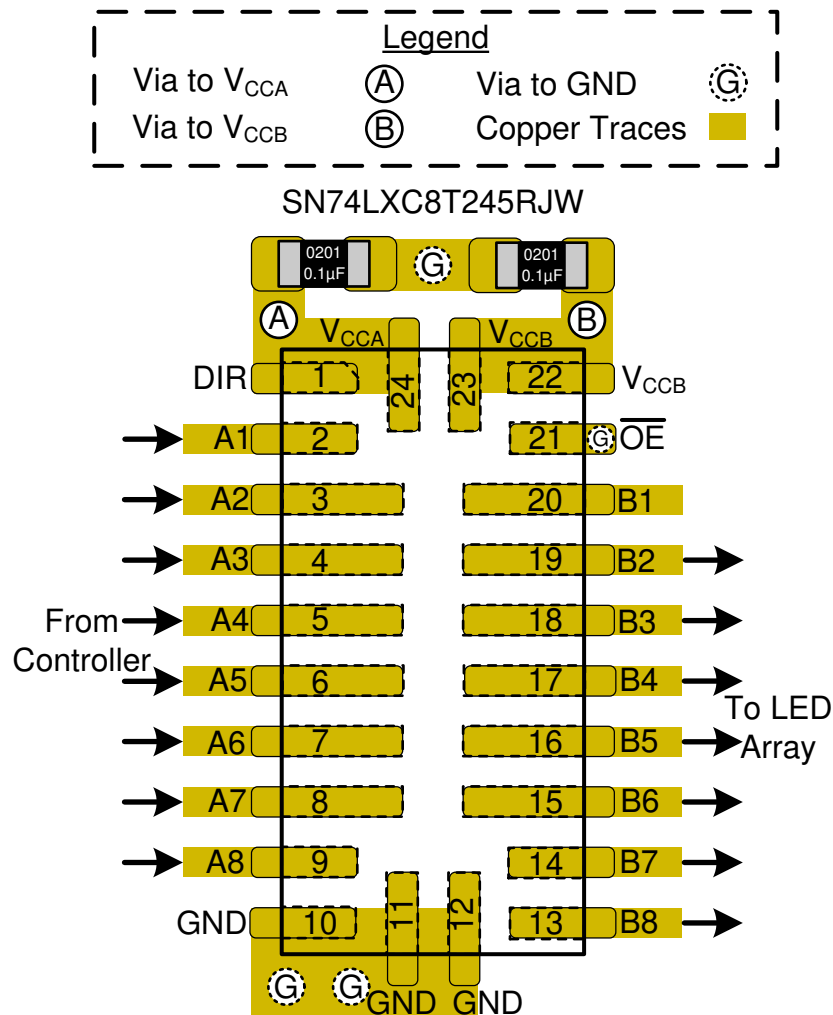 Legend
Via to VCCA A Via to GND G
Via to VCCB B Copper Traces
SN74LXC8T245RJW
0201 0201
0.1µF G 0.1µF
A B
VCCA VCCB
DIR 1 24 23 22 VCCB
A1 2 21 G OE
A2 3 20 B1
A3 4 19 B2
From A4 5 18 B3
Controller
A5 6 17 B4
To LED
A6 7 16 B5
Array
A7 8 15 B6
A8 9 14 B7
GND 10 11 12 13 B8
G G GND GND